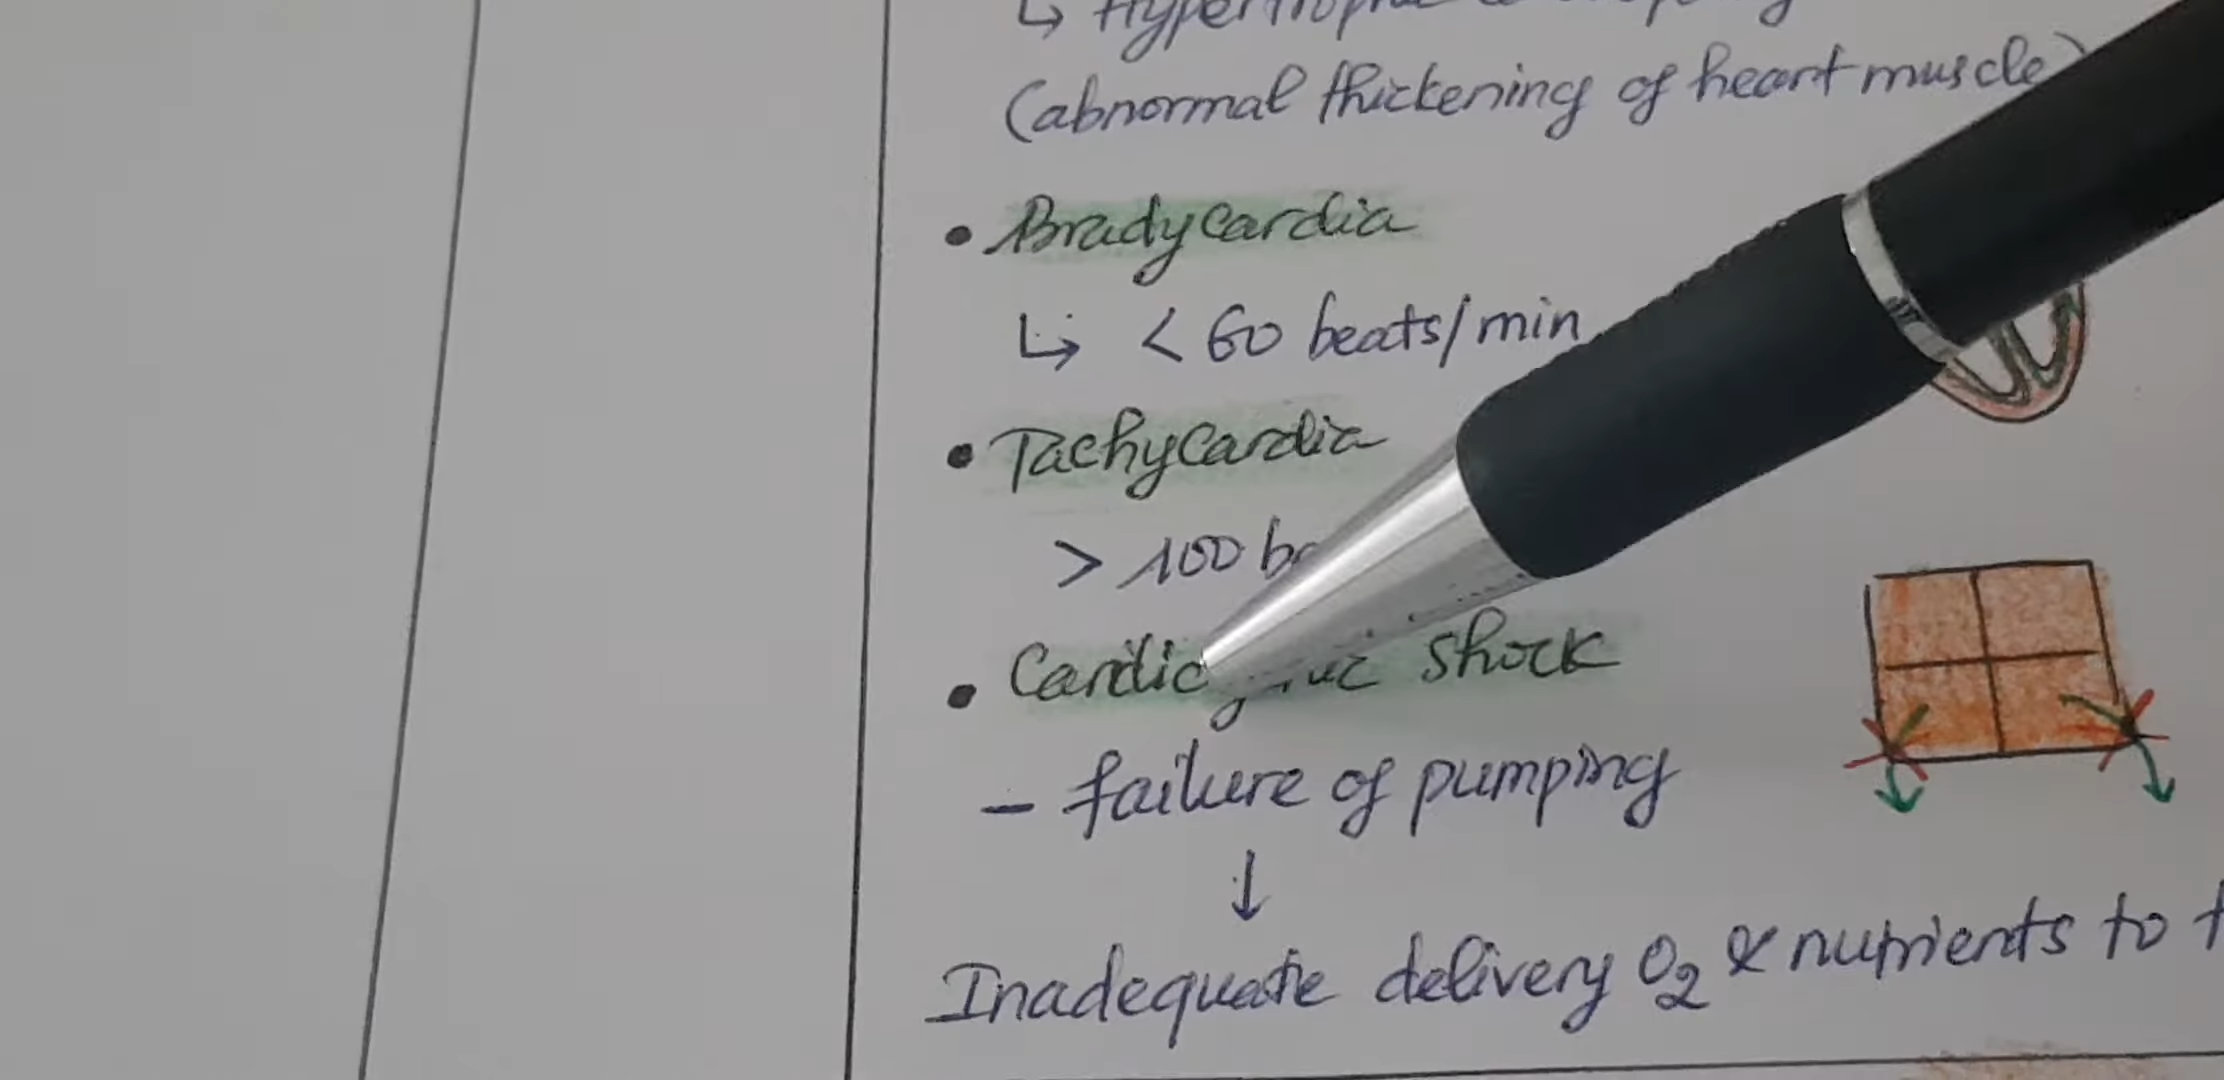 ↳
(abnormal thickening of heart muscle)
• Bradycardia
↳ < 60 beats/min
• Tachycardia
> 100
• shock
- failure of pumping
↓
Inadequate delivery O₂ & nutrients to